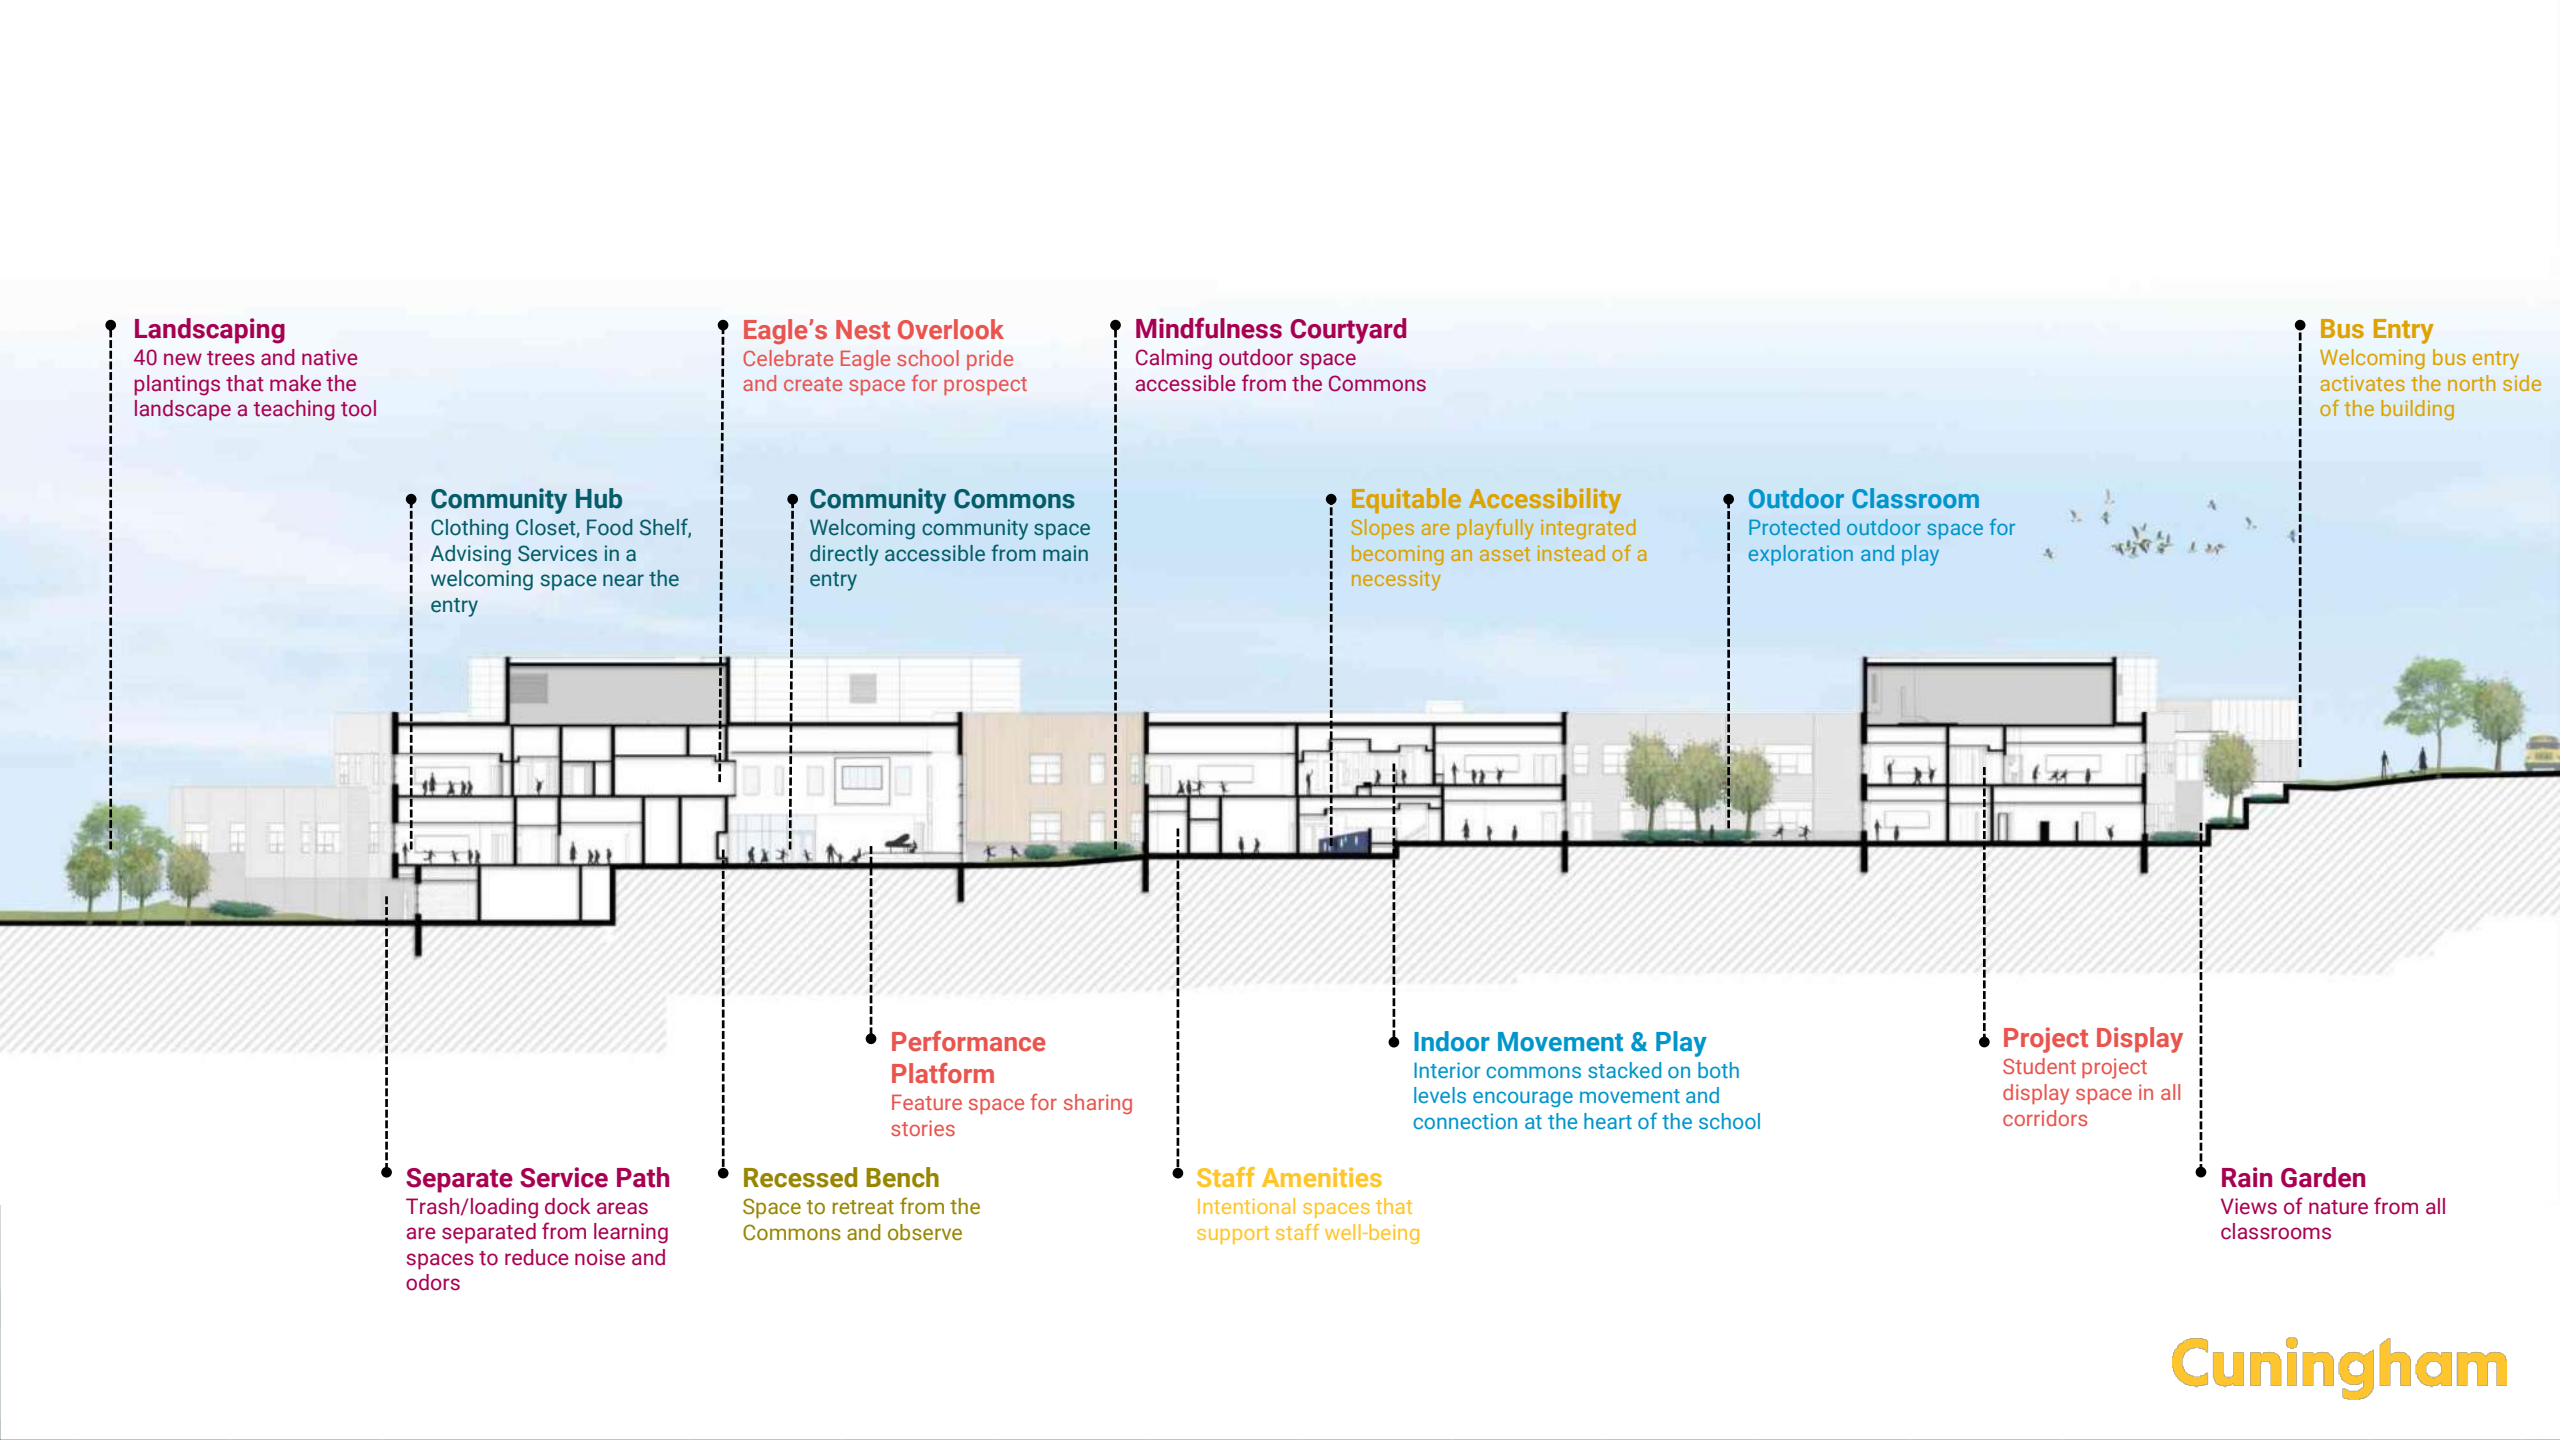 Landscaping
40 new trees and native
plantings that make the
landscape a teaching tool
Eagle’s Nest Overlook
Celebrate Eagle school pride
and create space for prospect
Mindfulness Courtyard
Calming outdoor space
accessible from the Commons
Bus Entry
Welcoming bus entry
activates the north side
of the building
Community Hub
Clothing Closet, Food Shelf,
Advising Services in a
welcoming space near the
entry
Community Commons
Welcoming community space
directly accessible from main
entry
Equitable Accessibility
Slopes are playfully integrated
becoming an asset instead of a
necessity
Outdoor Classroom
Protected outdoor space for
exploration and play
Performance
Platform
Feature space for sharing
stories
Indoor Movement & Play
Interior commons stacked on both
levels encourage movement and
connection at the heart of the school
Project Display
Student project
display space in all
corridors
Separate Service Path
Trash/loading dock areas
are separated from learning
spaces to reduce noise and
odors
Recessed Bench
Space to retreat from the
Commons and observe
Staff Amenities
Intentional spaces that
support staff well-being
Rain Garden
Views of nature from all
classrooms
Cuningham